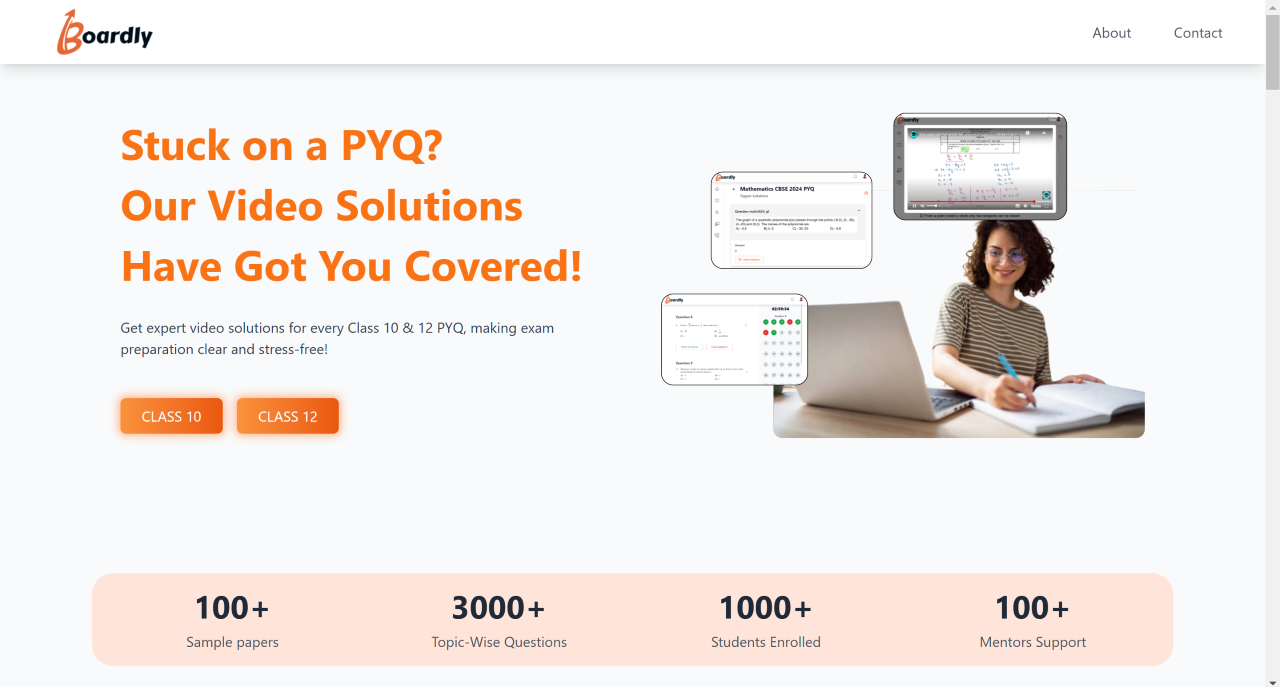 Boardly
About
Contact
Stuck on a PYQ?
Our Video Solutions
Have Got You Covered!
Get expert video solutions for every Class 10 & 12 PYQ, making exam
preparation clear and stress-free!
CLASS 10
CLASS 12
Boardly
Boardly
Mathematics CBSE 2024 PYQ
Topper Solutions
Boardly
02:59:34
Question 8
Question 9
100+
Sample papers
3000+
Topic-Wise Questions
1000+
Students Enrolled
100+
Mentors Support